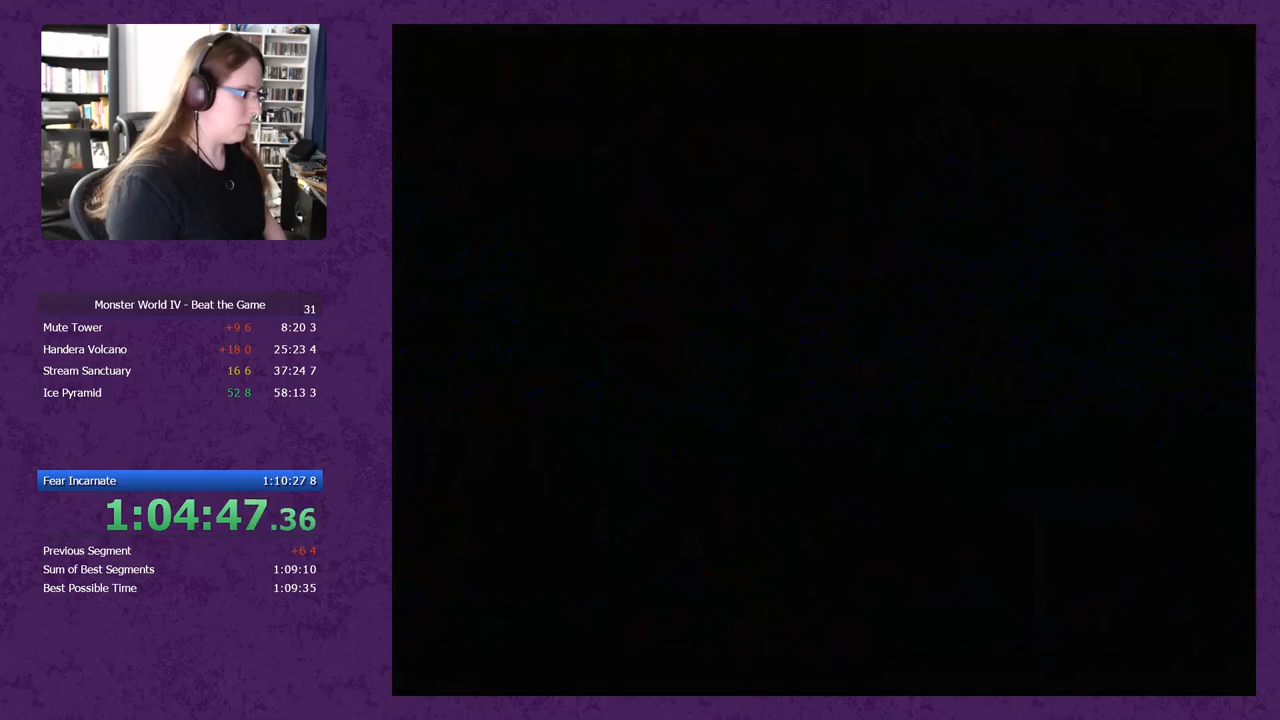 Monster World IV - Beat the Game
31
Mute Tower +9 6 8:20 3
Handera Volcano +18 0 25:23 4
Stream Sanctuary 16 6 37:24 7
Ice Pyramid 52 8 58:13 3
Fear Incarnate 1:10:27 8
1:04:47.36
Previous Segment +6 4
Sum of Best Segments 1:09:10
Best Possible Time 1:09:35